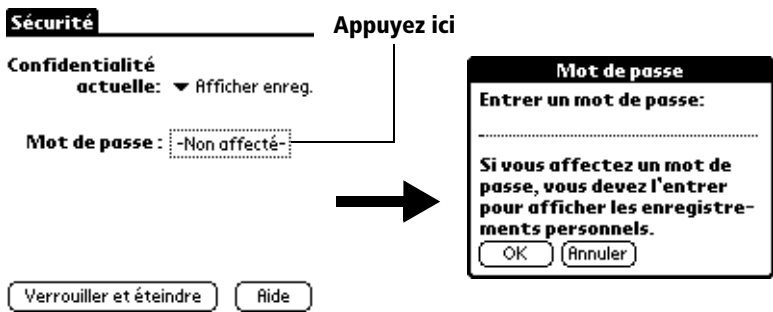 Sécurité
Appuyez ici
Confidentialité
actuelle: Afficher enreg.
Mot de passe : -Non affecté-
Verrouiller et éteindre Aide
Mot de passe
Entrer un mot de passe:
Si vous affectez un mot de
passe, vous devez l'entrer
pour afficher les enregistre-
ments personnels.
OK Annuler